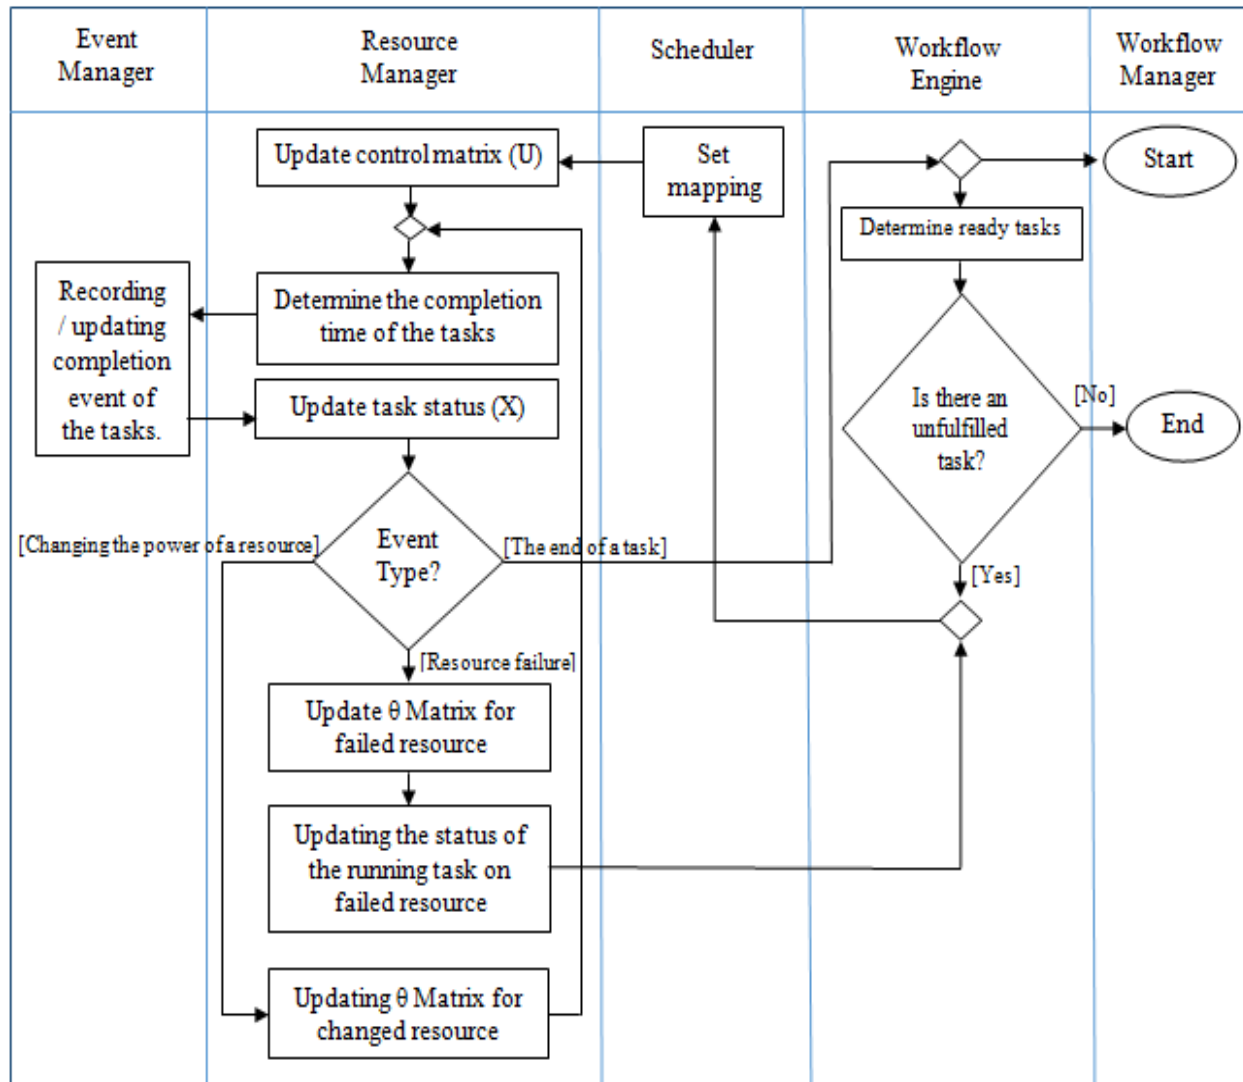 Event
Manager
Resource
Manager
Scheduler
Workflow
Engine
Workflow
Manager
Update control matrix (U)
Set
mapping
Start
Determine ready tasks
Recording
/ updating
completion
event of
the tasks.
Determine the completion
time of the tasks
Update task status (X)
Is there an
unfulfilled
task?
[No]
End
[Changing the power of a resource]
Event
Type?
[The end of a task]
[Yes]
[Resource failure]
Update θ Matrix for
failed resource
Updating the status of
the running task on
failed resource
Updating θ Matrix for
changed resource